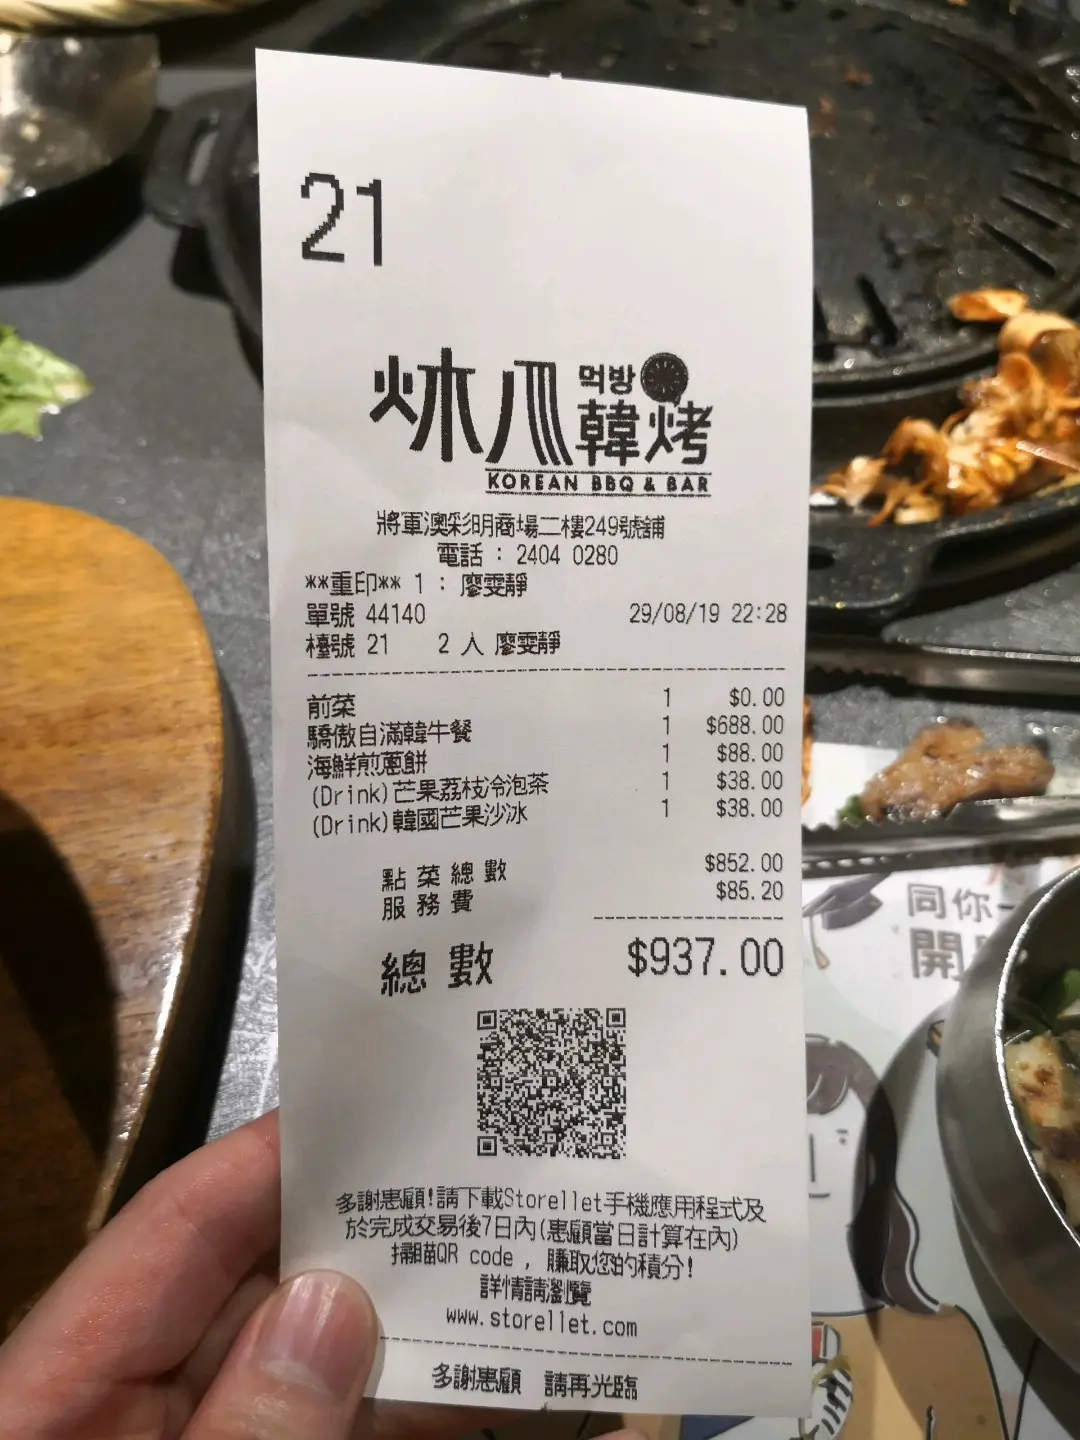 21
炑八
먹방
韓烤
KOREAN BBQ & BAR
將軍澳彩明商場二樓249號舖
電話 : 2404 0280
**重印** 1 : 廖雯靜
單號 44140 29/08/19 22:28
檯號 21 2 人 廖雯靜
前菜 1 $0.00
驕傲自滿韓牛餐 1 $688.00
海鮮煎蔥餅 1 $88.00
(Drink)芒果荔枝冷泡茶 1 $38.00
(Drink)韓國芒果沙冰 1 $38.00
點菜總數 $852.00
服務費 $85.20
總數 $937.00
多謝惠顧!請下載Storellet手機應用程式及
於完成交易後7日內(惠顧當日計算在內)
掃瞄QR code , 賺取您的積分!
詳情請瀏覽
www.storellet.com
多謝惠顧 請再光臨
同你一
開